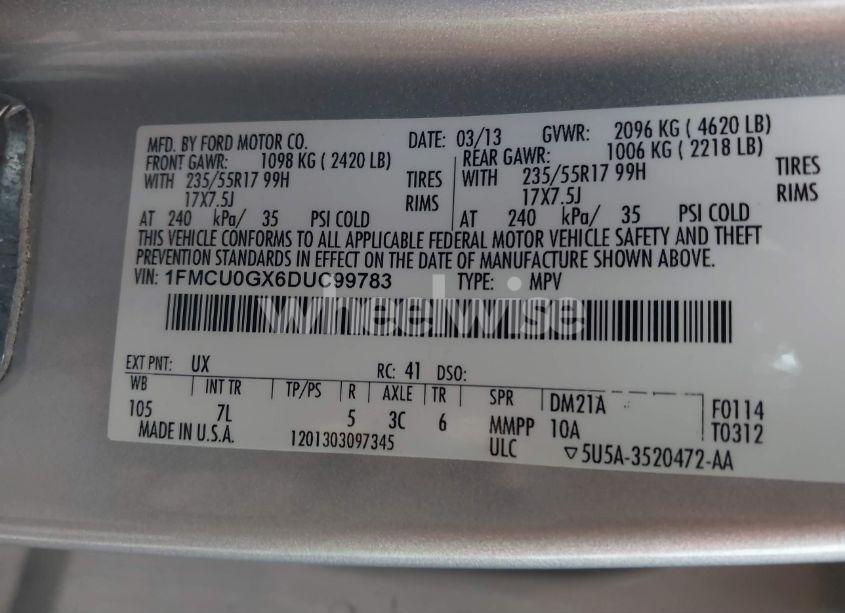 MFD. BY FORD MOTOR CO. DATE: 03/13 GVWR: 2096 KG ( 4620 LB)
FRONT GAWR: 1098 KG ( 2420 LB) REAR GAWR: 1006 KG ( 2218 LB)
WITH 235/55R17 99H TIRES WITH 235/55R17 99H TIRES
17X7.5J RIMS 17X7.5J RIMS
AT 240 kPa/ 35 PSI COLD AT 240 kPa/ 35 PSI COLD
THIS VEHICLE CONFORMS TO ALL APPLICABLE FEDERAL MOTOR VEHICLE SAFETY AND THEFT
PREVENTION STANDARDS IN EFFECT ON THE DATE OF MANUFACTURE SHOWN ABOVE.
VIN: 1FMCU0GX6DUC99783 TYPE: MPV
wheelwise
EXT PNT: UX RC: 41 DSO:
WB INT TR TP/PS R AXLE TR SPR DM21A F0114
105 7L 5 3C 6 MMPP 10A T0312
MADE IN U.S.A. 1201303097345 ULC ▽5U5A-3520472-AA